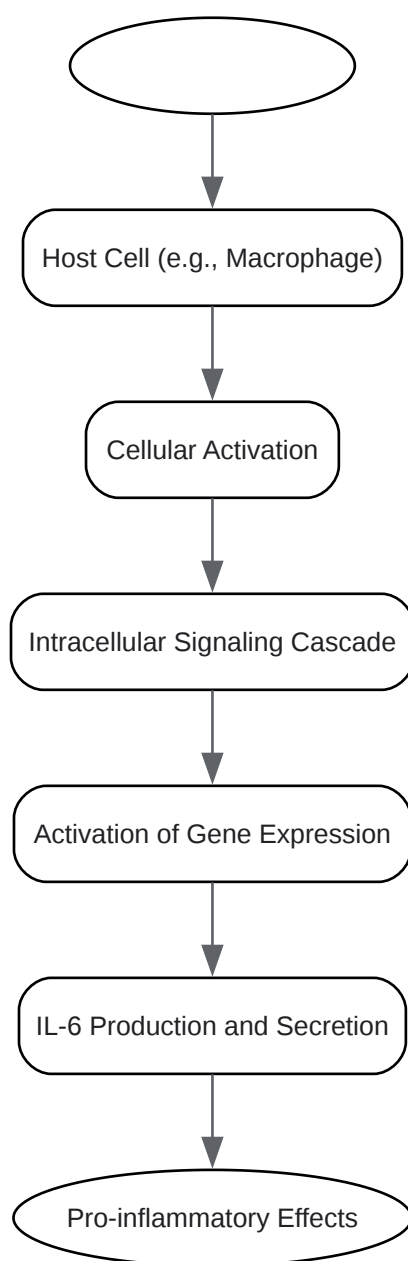 Host Cell (e.g., Macrophage)
Cellular Activation
Intracellular Signaling Cascade
Activation of Gene Expression
IL-6 Production and Secretion
Pro-inflammatory Effects